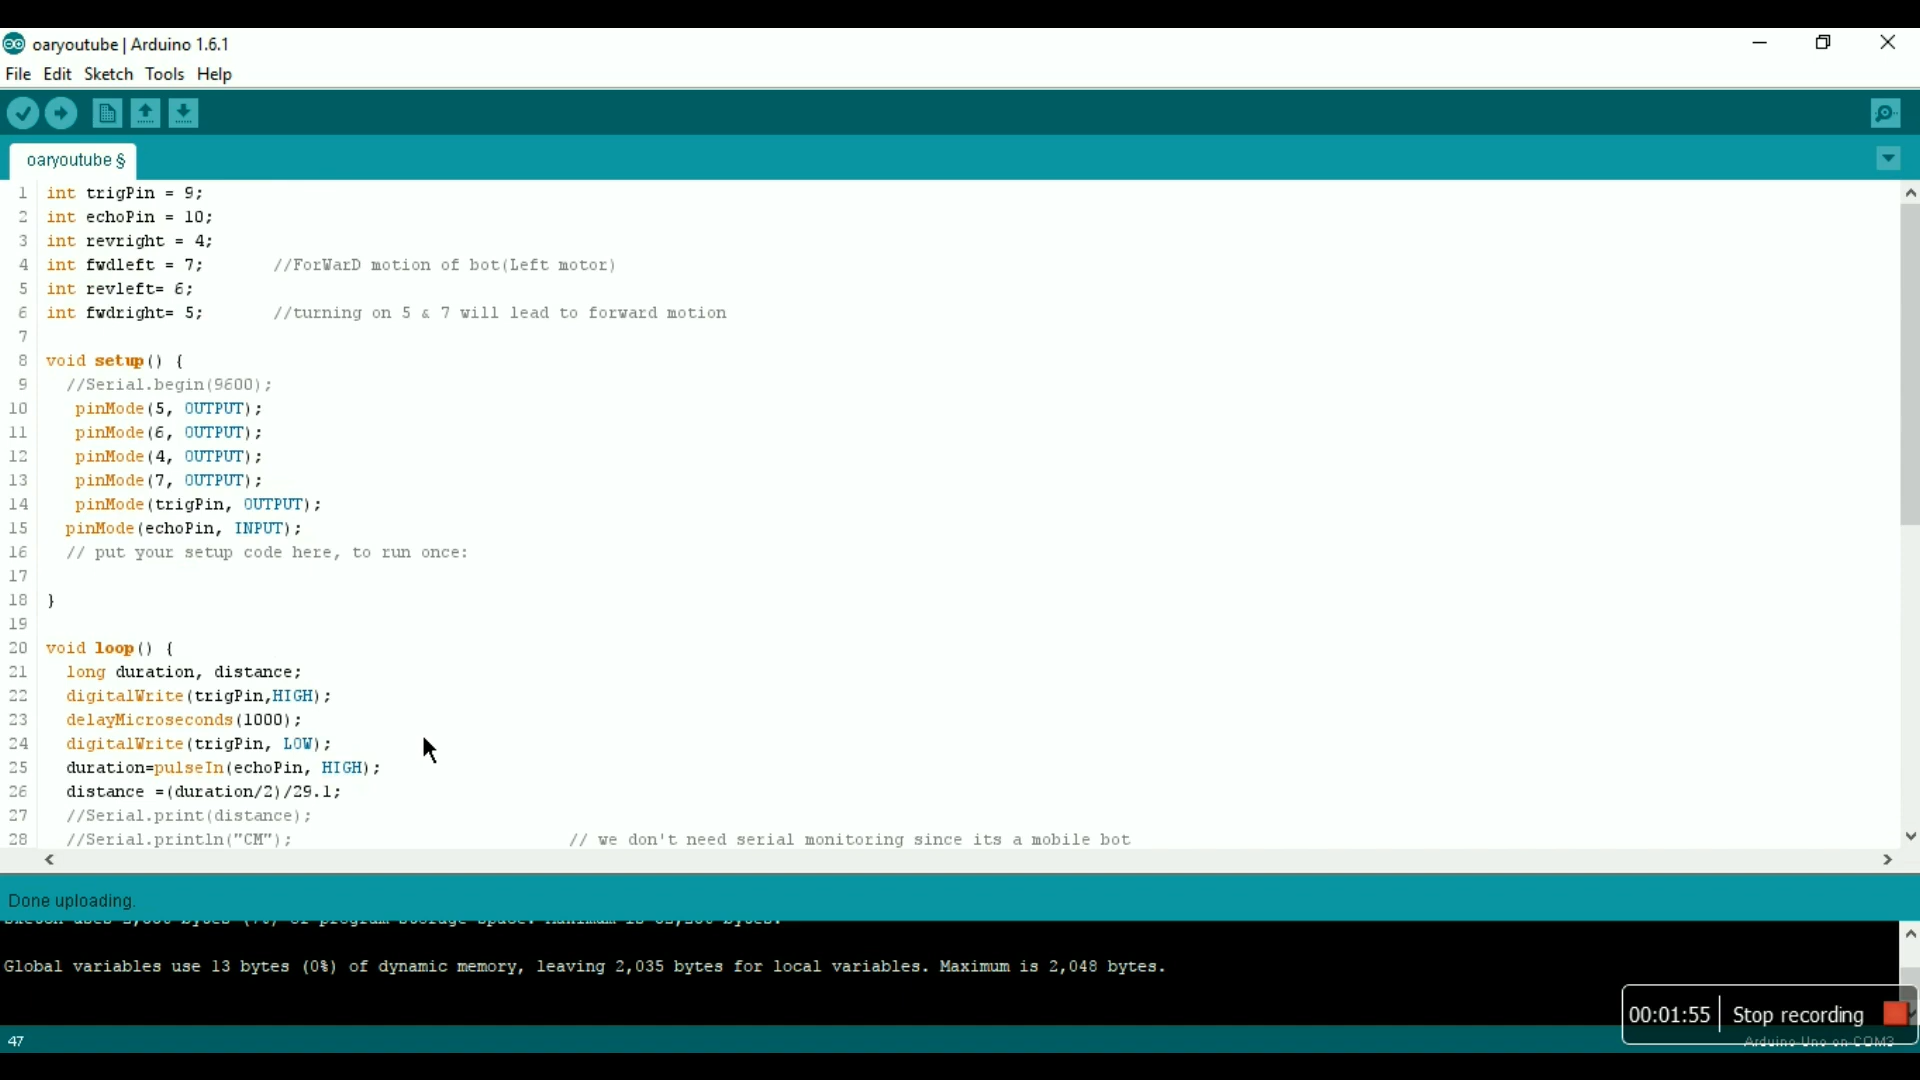 oaryoutube | Arduino 1.6.1
File Edit Sketch Tools Help
oaryoutube §
1 int trigPin = 9;
2 int echoPin = 10;
3 int revright = 4;
4 int fwdleft = 7; //ForWarD motion of bot(Left motor)
5 int revleft= 6;
6 int fwdright= 5; //turning on 5 & 7 will lead to forward motion
7
8 void setup() {
9 //Serial.begin(9600);
10 pinMode(5, OUTPUT);
11 pinMode(6, OUTPUT);
12 pinMode(4, OUTPUT);
13 pinMode(7, OUTPUT);
14 pinMode(trigPin, OUTPUT);
15 pinMode(echoPin, INPUT);
16 // put your setup code here, to run once:
17
18 }
19
20 void loop() {
21 long duration, distance;
22 digitalWrite(trigPin,HIGH);
23 delayMicroseconds(1000);
24 digitalWrite(trigPin, LOW);
25 duration=pulseIn(echoPin, HIGH);
26 distance =(duration/2)/29.1;
27 //Serial.print(distance);
28 //Serial.println("CM"); // we don't need serial monitoring since its a mobile bot
Done uploading.
bytes of program storage space. Maximum is bytes.
Global variables use 13 bytes (0%) of dynamic memory, leaving 2,035 bytes for local variables. Maximum is 2,048 bytes.
00:01:55 Stop recording
47
Arduino Uno on COM3